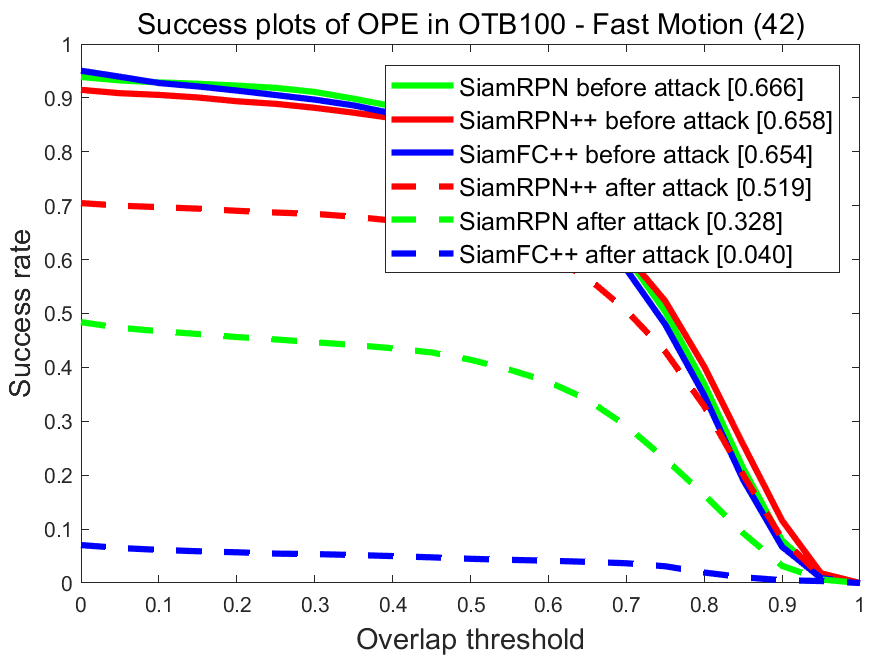 Success plots of OPE in OTB100 - Fast Motion (42)
1
0.9
0.8
0.7
0.6
0.5
0.4
0.3
0.2
0.1
0
Success rate
SiamRPN before attack [0.666]
SiamRPN++ before attack [0.658]
SiamFC++ before attack [0.654]
SiamRPN++ after attack [0.519]
SiamRPN after attack [0.328]
SiamFC++ after attack [0.040]
0 0.1 0.2 0.3 0.4 0.5 0.6 0.7 0.8 0.9 1
Overlap threshold